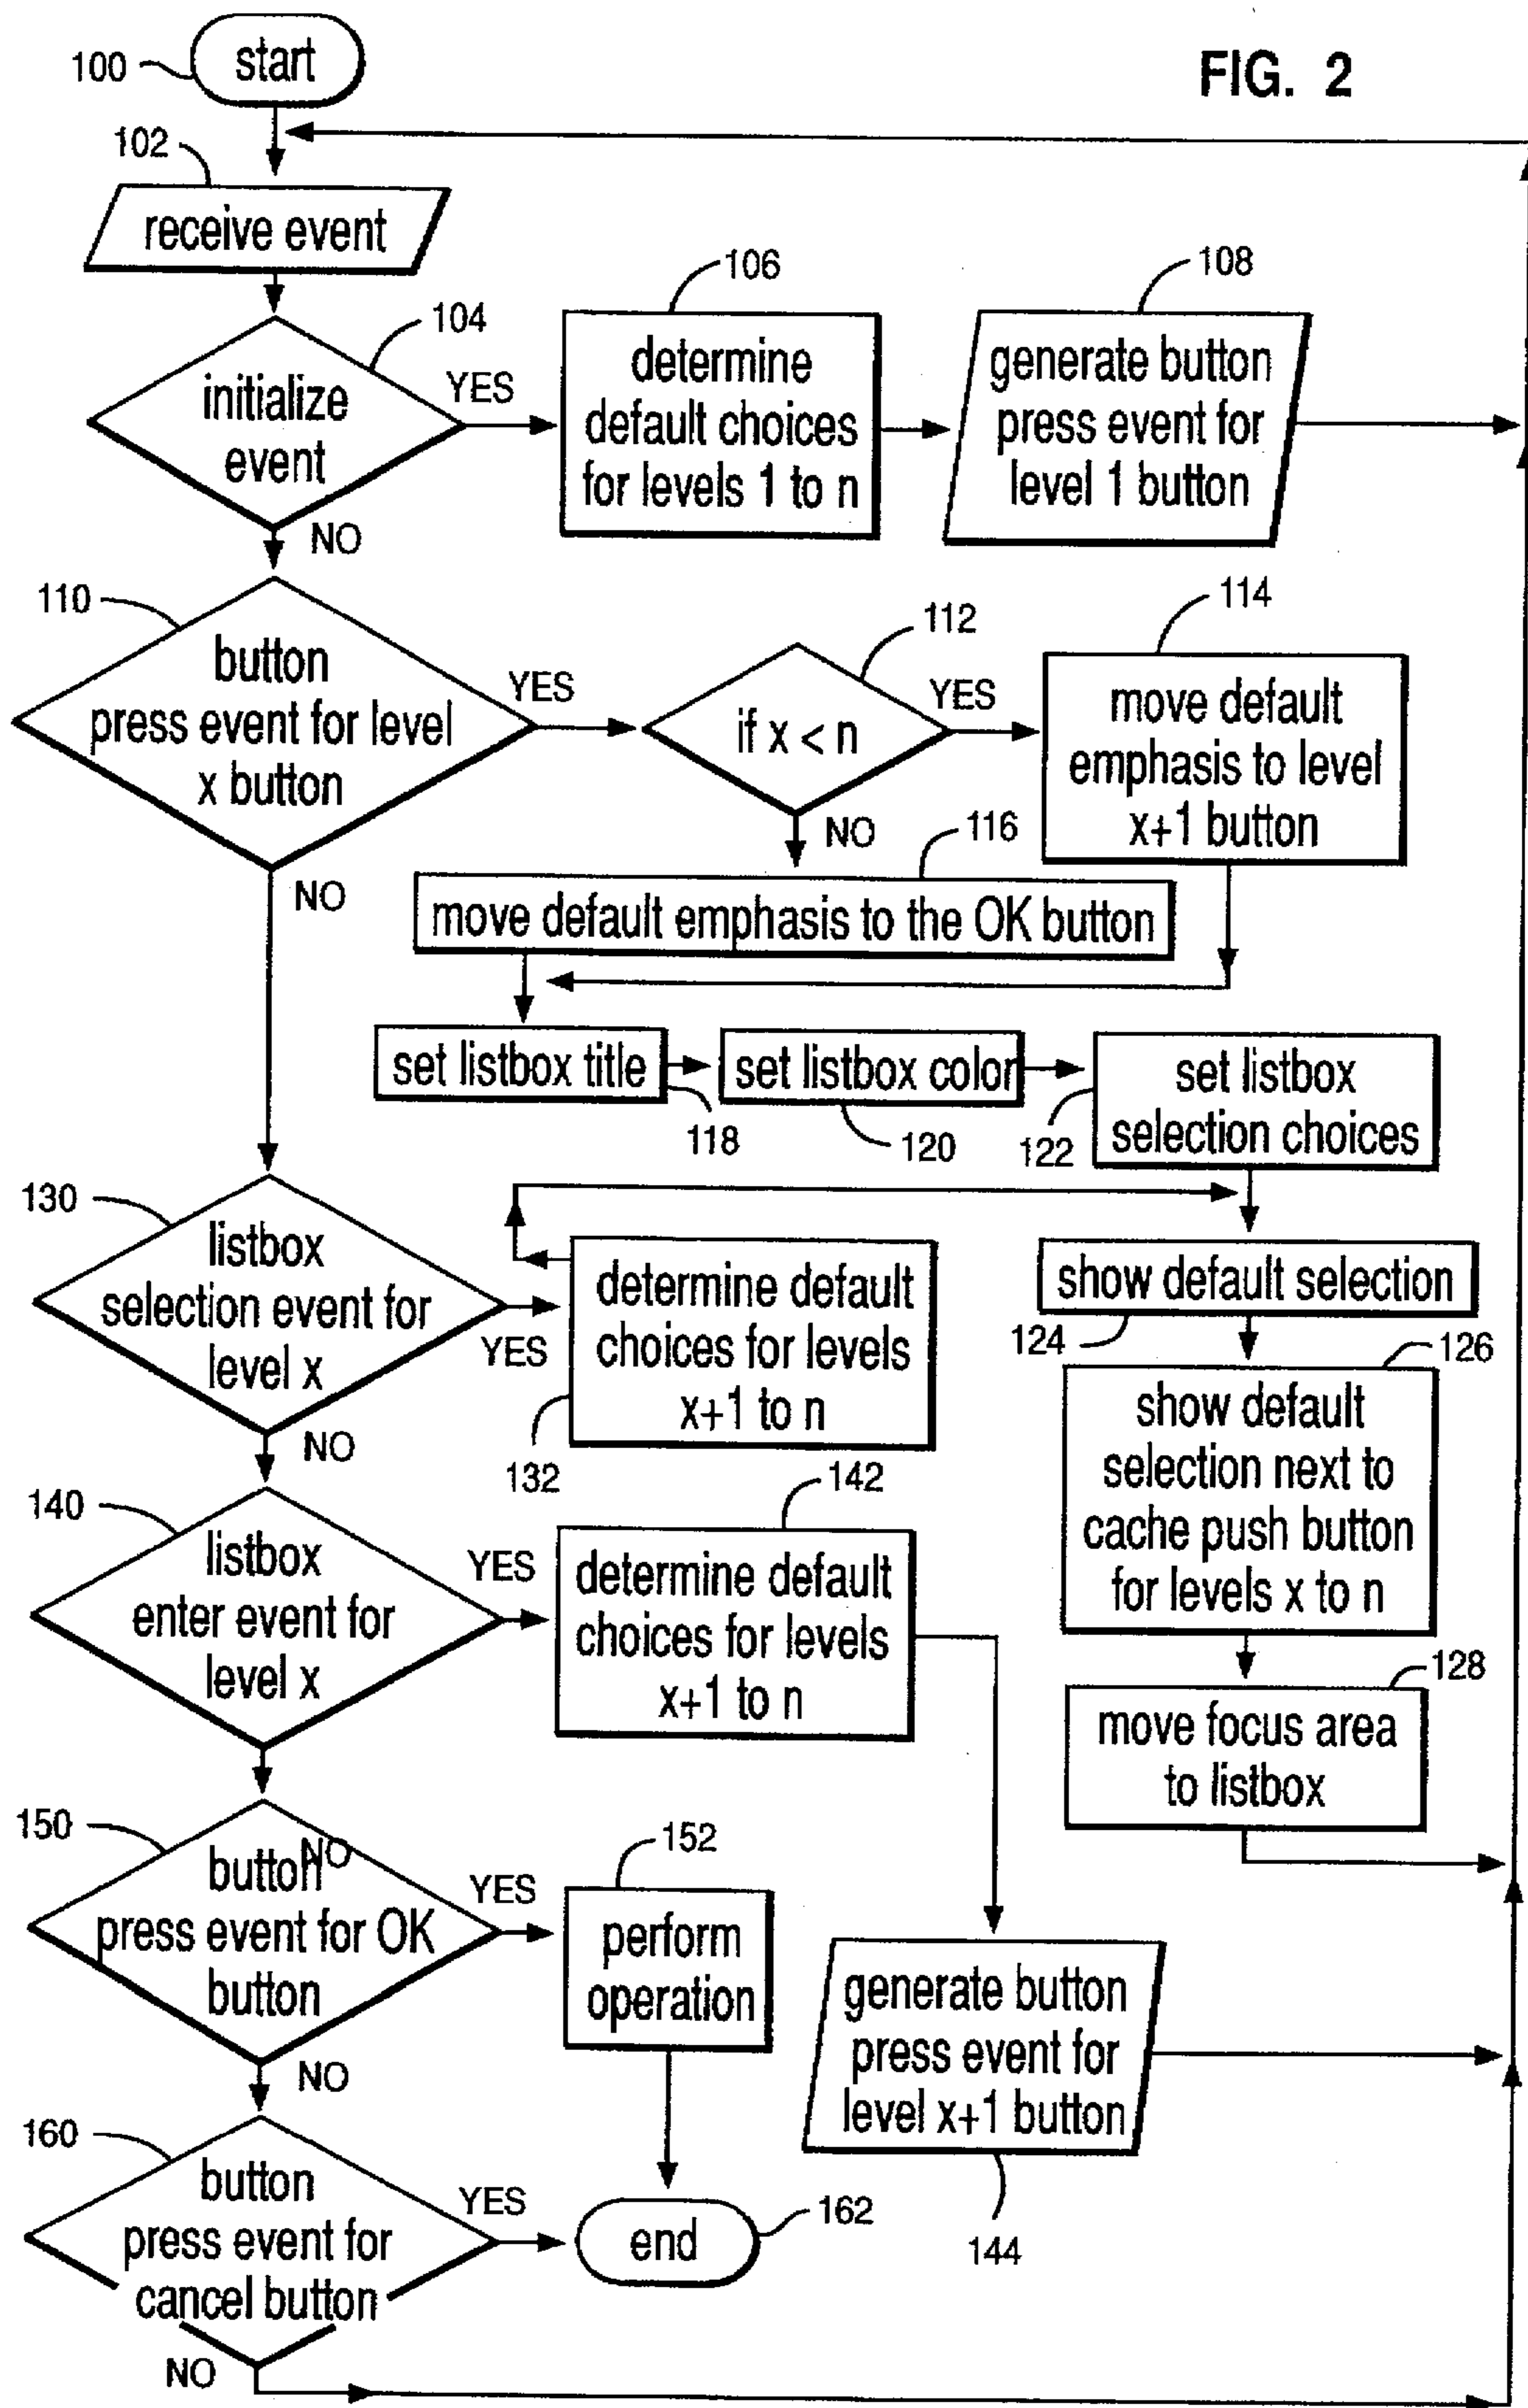 FIG. 2
100
start
102
receive event
104
initialize
event
YES
NO
106
determine
default choices
for levels 1 to n
108
generate button
press event for
level 1 button
110
button
press event for level
x button
YES
NO
112
if x < n
YES
NO
114
move default
emphasis to level
x+1 button
116
move default emphasis to the OK button
set listbox title
118
set listbox color
120
set listbox
selection choices
122
130
listbox
selection event for
level x
YES
NO
determine default
choices for levels
x+1 to n
132
show default selection
124
126
show default
selection next to
cache push button
for levels x to n
128
move focus area
to listbox
140
listbox
enter event for
level x
YES
NO
142
determine default
choices for levels
x+1 to n
generate button
press event for
level x+1 button
144
150
button
press event for OK
button
YES
NO
152
perform
operation
160
button
press event for
cancel button
YES
NO
end
162